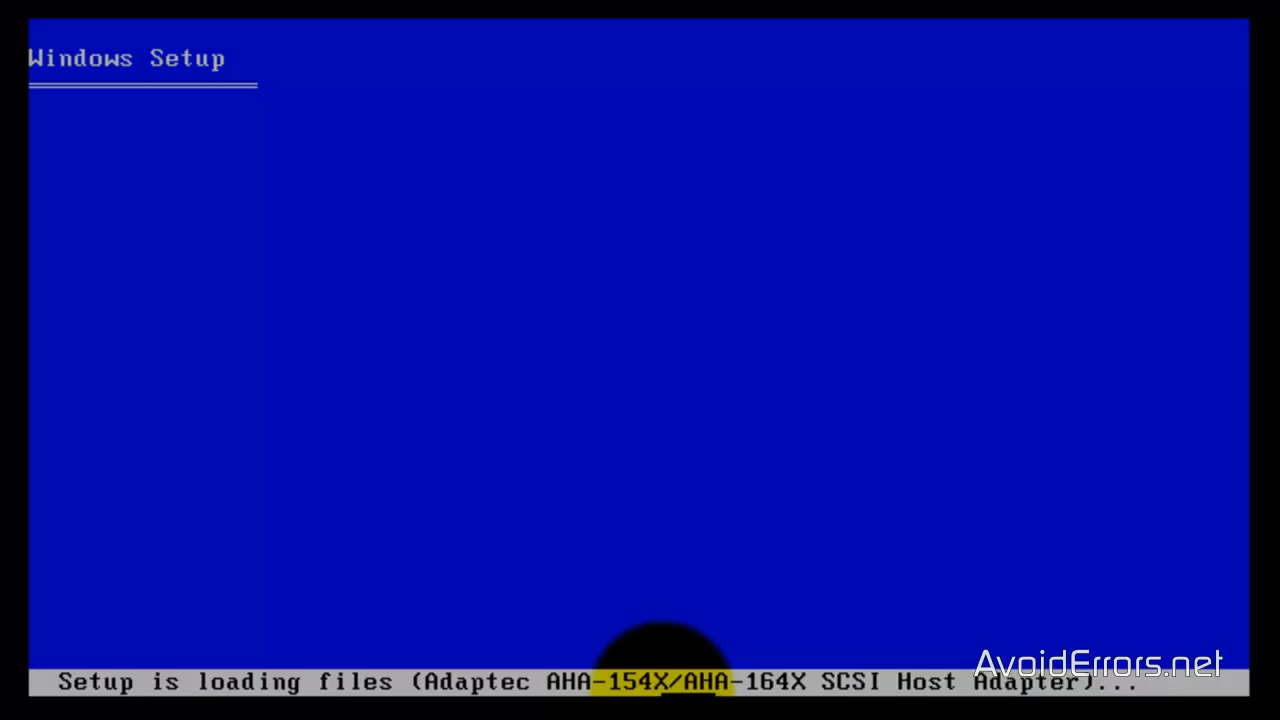 Windows Setup
AvoidErrors.net
Setup is loading files (Adaptec AHA-154X/AHA-164X SCSI Host Adapter)...